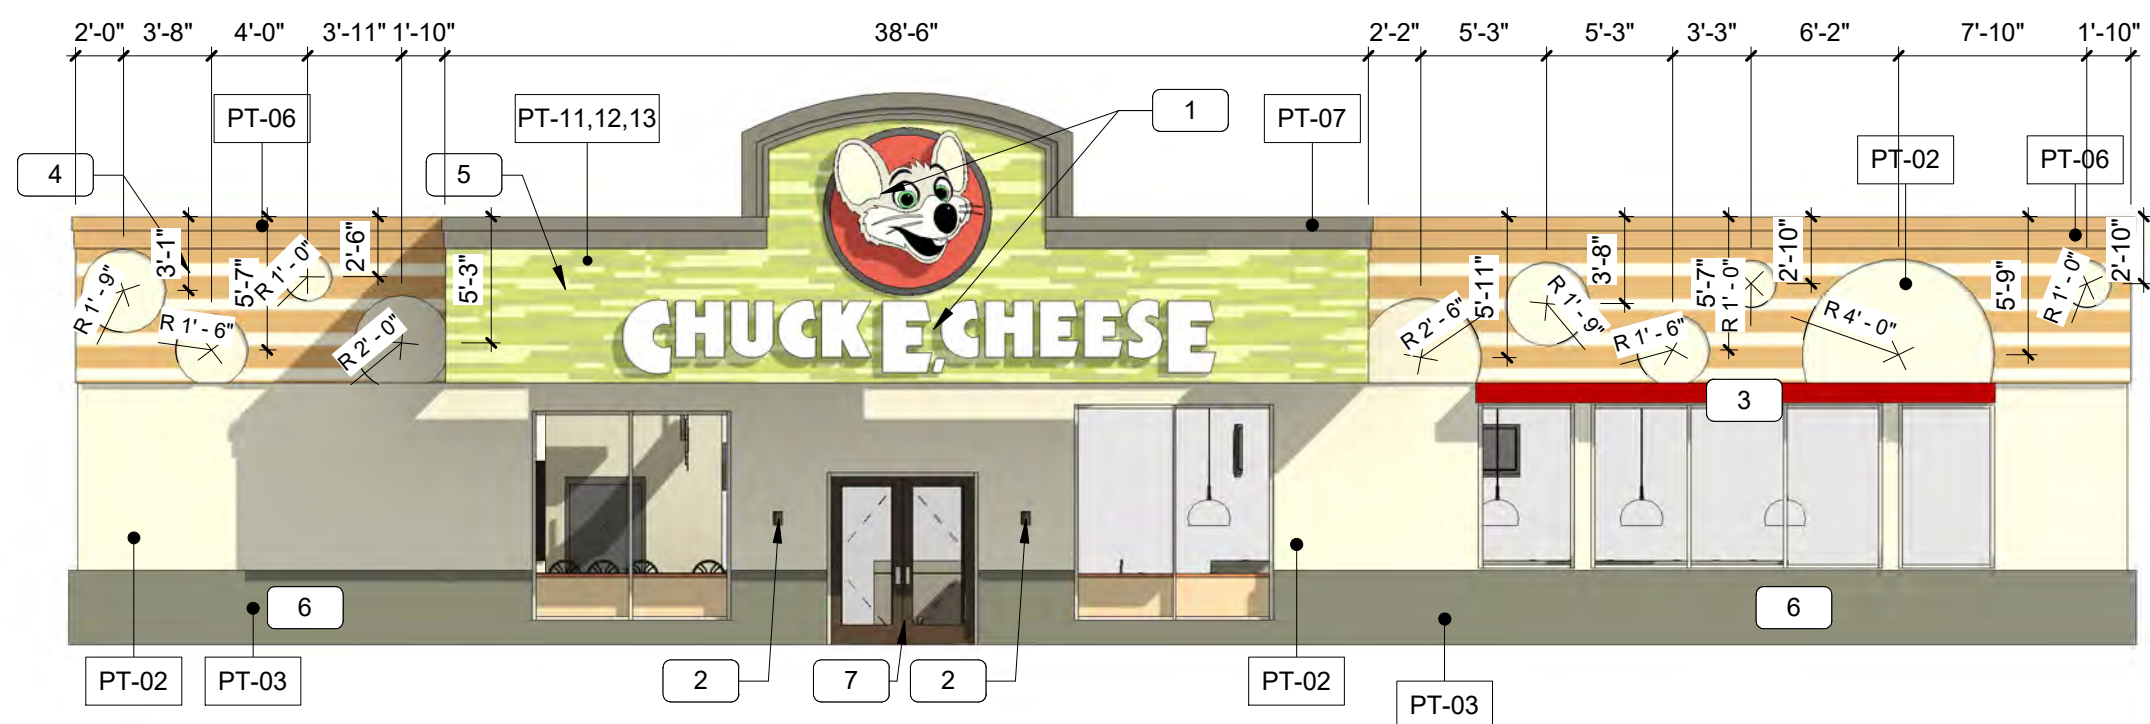 2'-0" 3'-8" 4'-0" 3'-11" 1'-10" 38'-6" 2'-2" 5'-3" 5'-3" 3'-3" 6'-2" 7'-10" 1'-10"
PT-06
PT-11,12,13
1
PT-07
PT-02
PT-06
4
5
3'-1"
5'-7"
2'-6"
5'-3"
5'-11"
3'-8"
5'-7"
2'-10"
5'-9"
2'-10"
R 1'- 9"
R 1' - 6"
R 1' - 0"
R 2' - 0"
R 2' - 6"
R 1' - 9"
R 1' - 6"
R 1' - 0"
R 4' - 0"
R 1' - 0"
CHUCK E. CHEESE
3
6
6
PT-02
PT-03
2
7
2
PT-02
PT-03